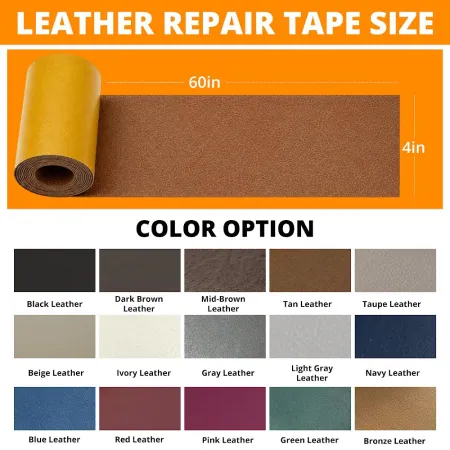 LEATHER REPAIR TAPE SIZE
60in
4in
COLOR OPTION
Black Leather
Dark Brown
Leather
Mid-Brown
Leather
Tan Leather
Taupe Leather
Beige Leather
Ivory Leather
Gray Leather
Light Gray
Leather
Navy Leather
Blue Leather
Red Leather
Pink Leather
Green Leather
Bronze Leather